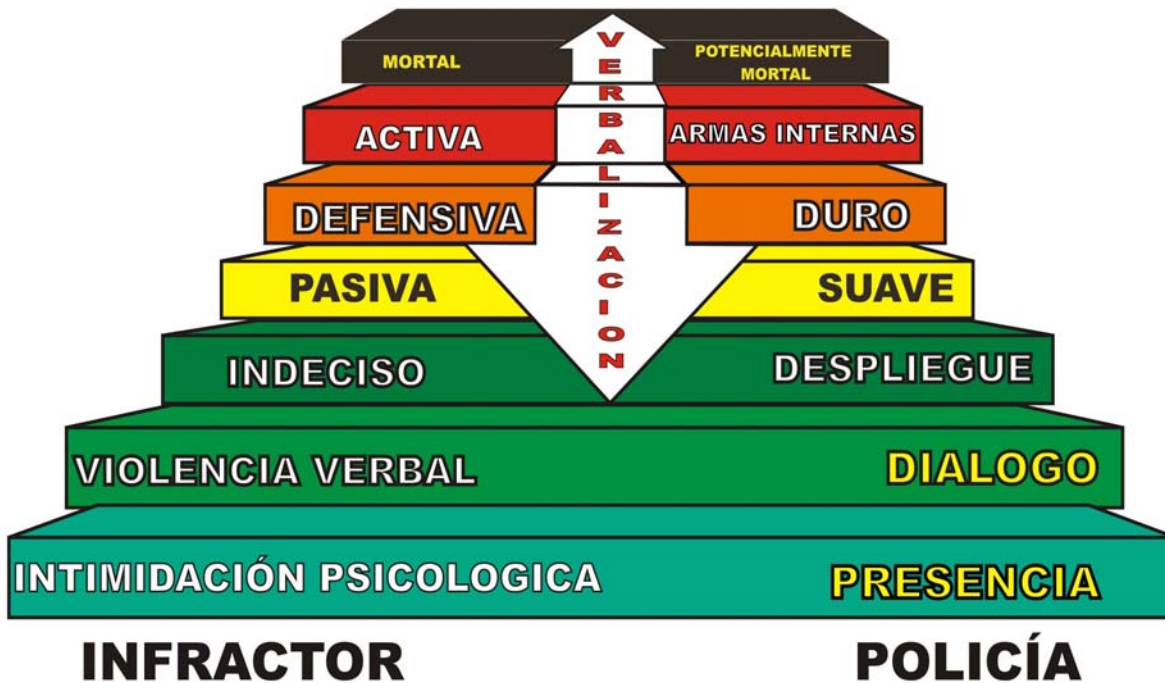 MORTAL
POTENCIALMENTE
MORTAL
VERBALIZACION
ACTIVA
ARMAS INTERNAS
DEFENSIVA
DURO
PASIVA
SUAVE
INDECISO
DESPLIEGUE
VIOLENCIA VERBAL
DIALOGO
INTIMIDACIÓN PSICOLOGICA
PRESENCIA
INFRACTOR
POLICÍA